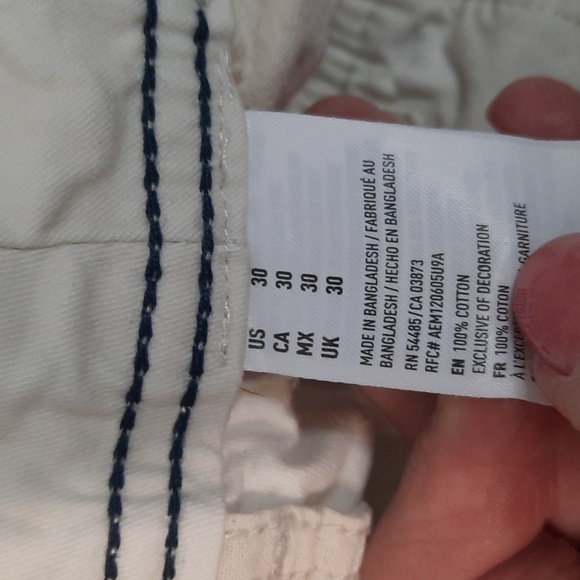 US 30
CA 30
MX 30
UK 30
MADE IN BANGLADESH / FABRIQUÉ AU
BANGLADESH / HECHO EN BANGLADESH
RN 54485 / CA 03873
RFC# AEM120605U9A
EN 100% COTTON
EXCLUSIVE OF DECORATION
FR 100% COTON
GARNITURE